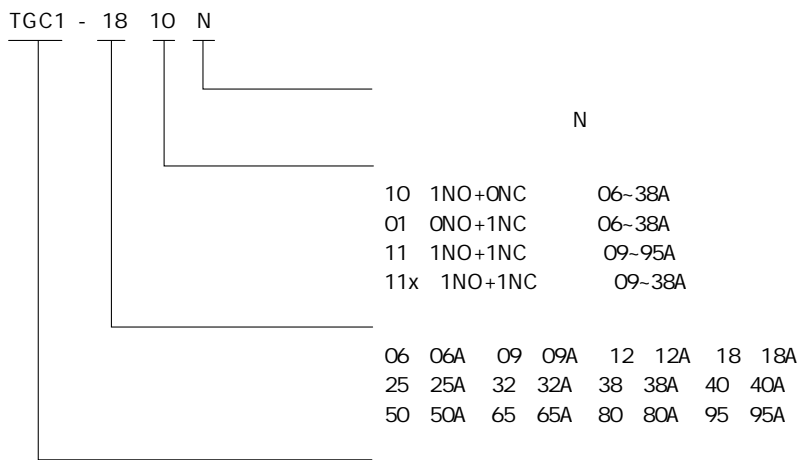 TGC1 - 18 10 N
N
10 1NO+0NC 06~38A
01 0NO+1NC 06~38A
11 1NO+1NC 09~95A
11x 1NO+1NC 09~38A
06 06A 09 09A 12 12A 18 18A
25 25A 32 32A 38 38A 40 40A
50 50A 65 65A 80 80A 95 95A